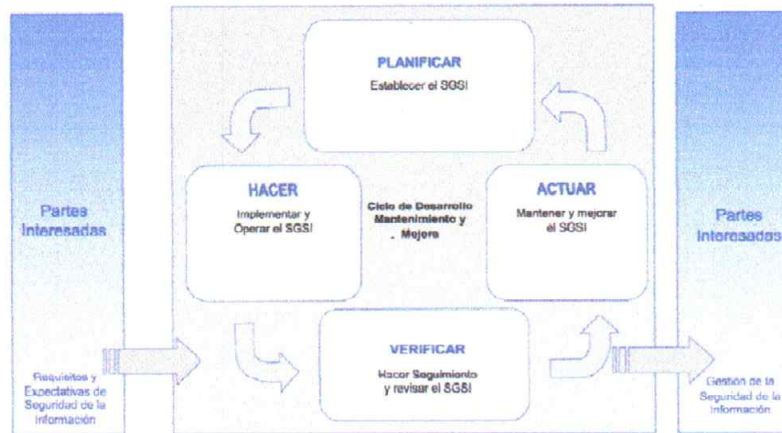 PLANIFICAR
Establecer el SGSI
HACER
Implementar y
Operar el SGSI
Ciclo de Desarrollo
Mantenimiento y
Mejora
ACTUAR
Mantener y mejorar
el SGSI
VERIFICAR
Hacer Seguimiento
y revisar el SGSI
Partes
Interesadas
Requisitos y
Expectativas de
Seguridad de la
Información
Partes
Interesadas
Gestión de la
Seguridad de la
Información